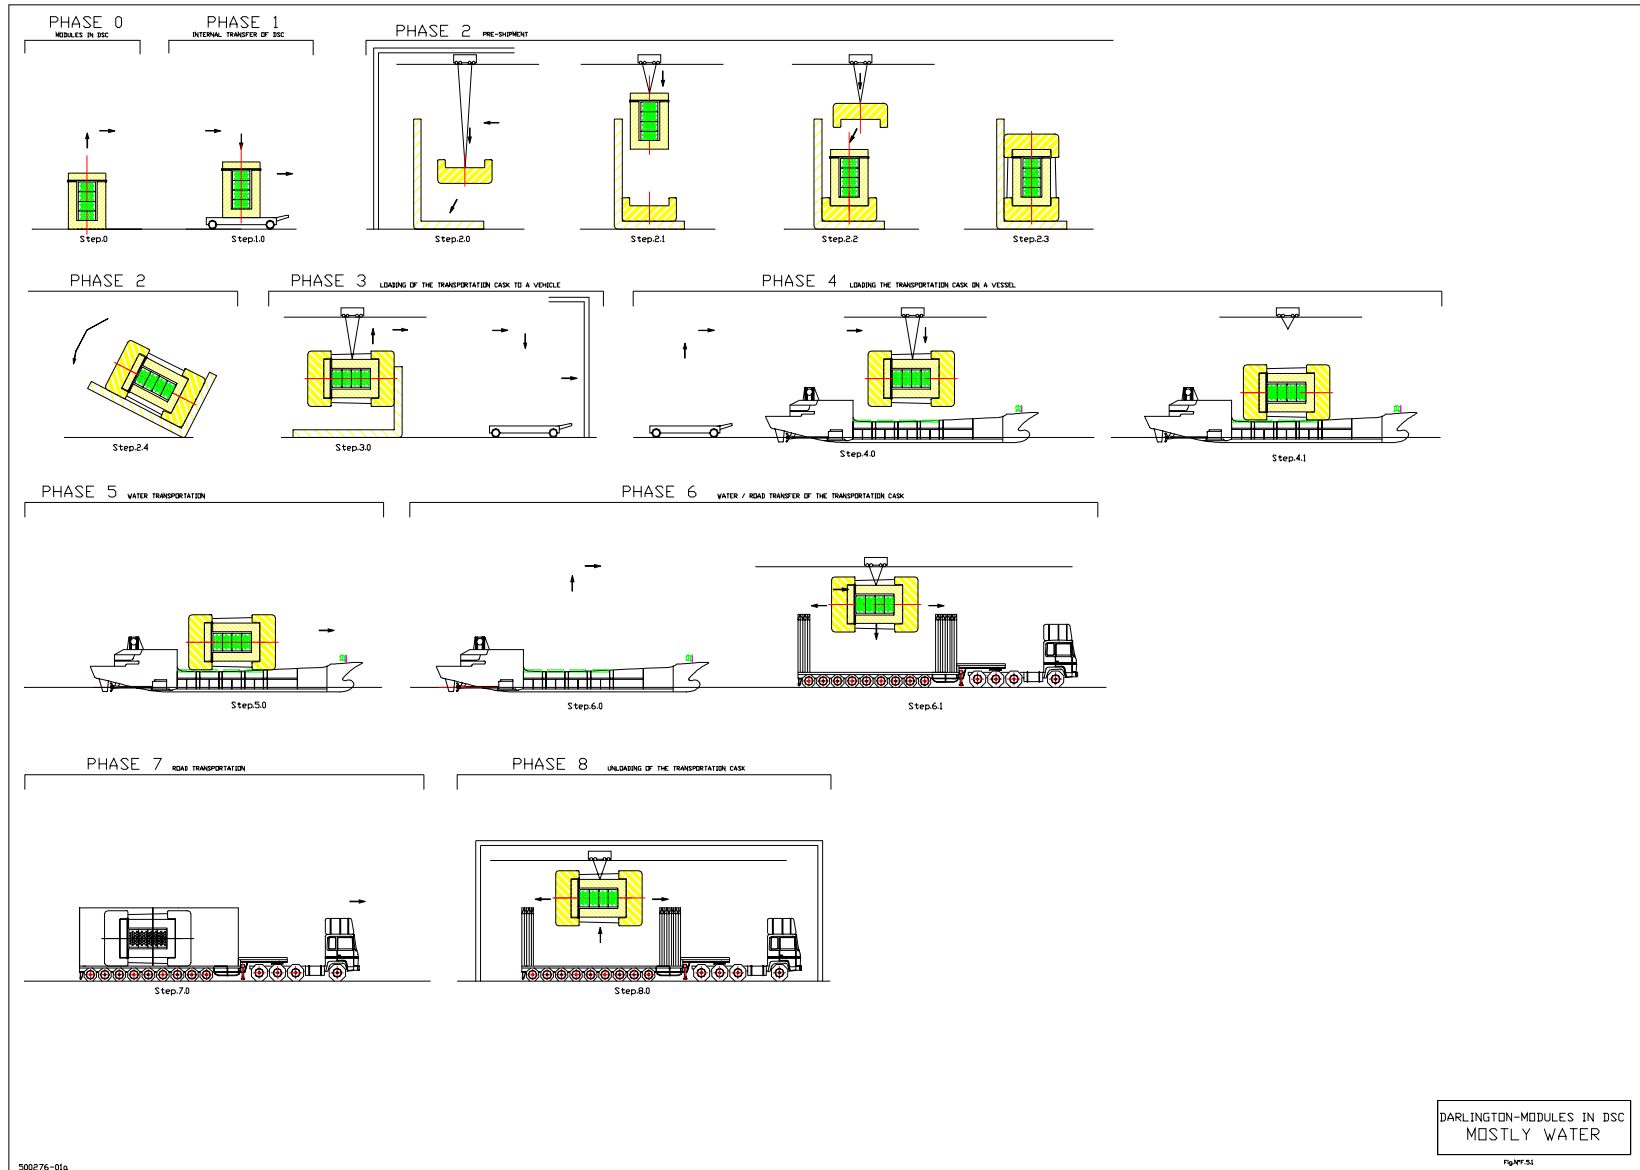 PHASE 0
MODULES IN DSC
PHASE 1
INTERNAL TRANSFER OF DSC
PHASE 2 PRE-SHIPMENT
Step.0
Step.1.0
Step.2.0
Step.2.1
Step.2.2
Step.2.3
PHASE 2
PHASE 3 LOADING OF THE TRANSPORTATION CASK TO A VEHICLE
PHASE 4 LOADING THE TRANSPORTATION CASK ON A VESSEL
Step.2.4
Step.3.0
Step.4.0
Step.4.1
PHASE 5 WATER TRANSPORTATION
PHASE 6 WATER / ROAD TRANSFER OF THE TRANSPORTATION CASK
Step.5.0
Step.6.0
Step.6.1
PHASE 7 ROAD TRANSPORTATION
PHASE 8 UNLOADING OF THE TRANSPORTATION CASK
Step.7.0
Step.8.0
DARLINGTON-MODULES IN DSC
MOSTLY WATER
500276-01a